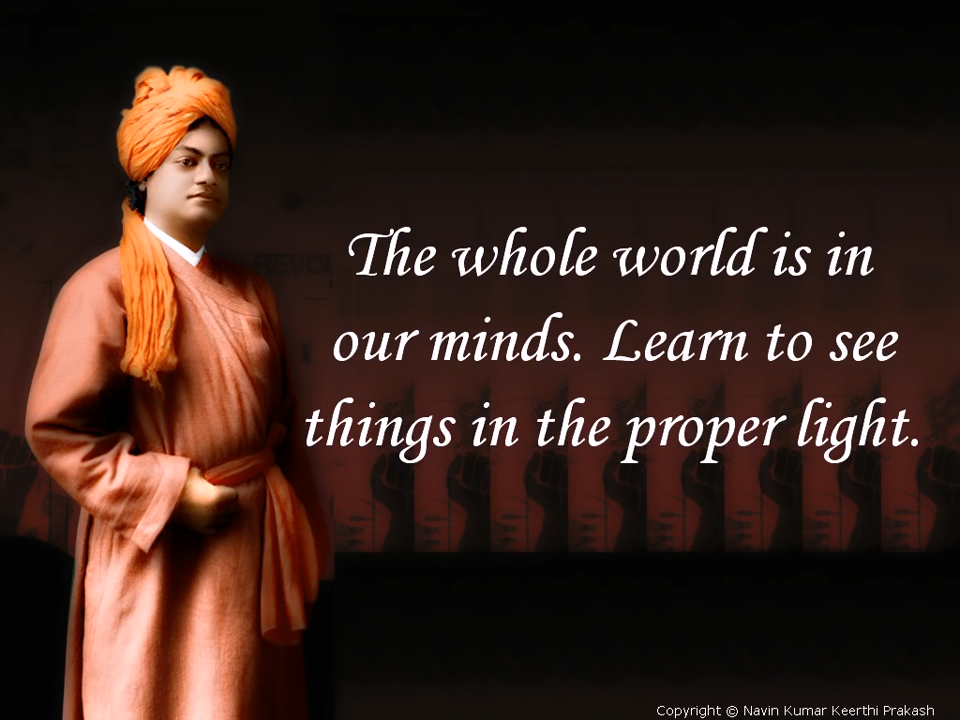 The whole world is in
our minds. Learn to see
things in the proper light.
Copyright © Navin Kumar Keerthi Prakash